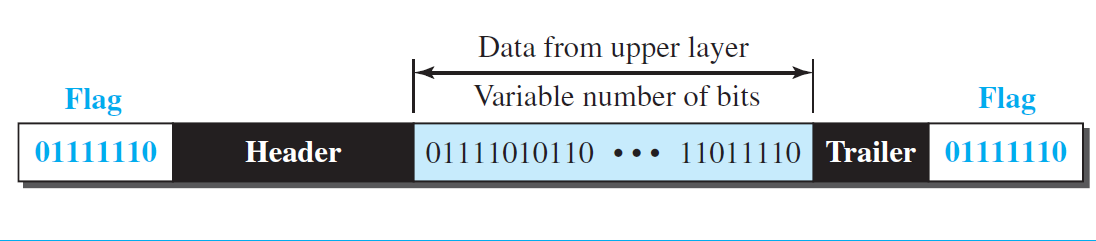 Data from upper layer
Flag
Variable number of bits
Flag
01111110
Header
01111010110 ••• 11011110
Trailer
01111110